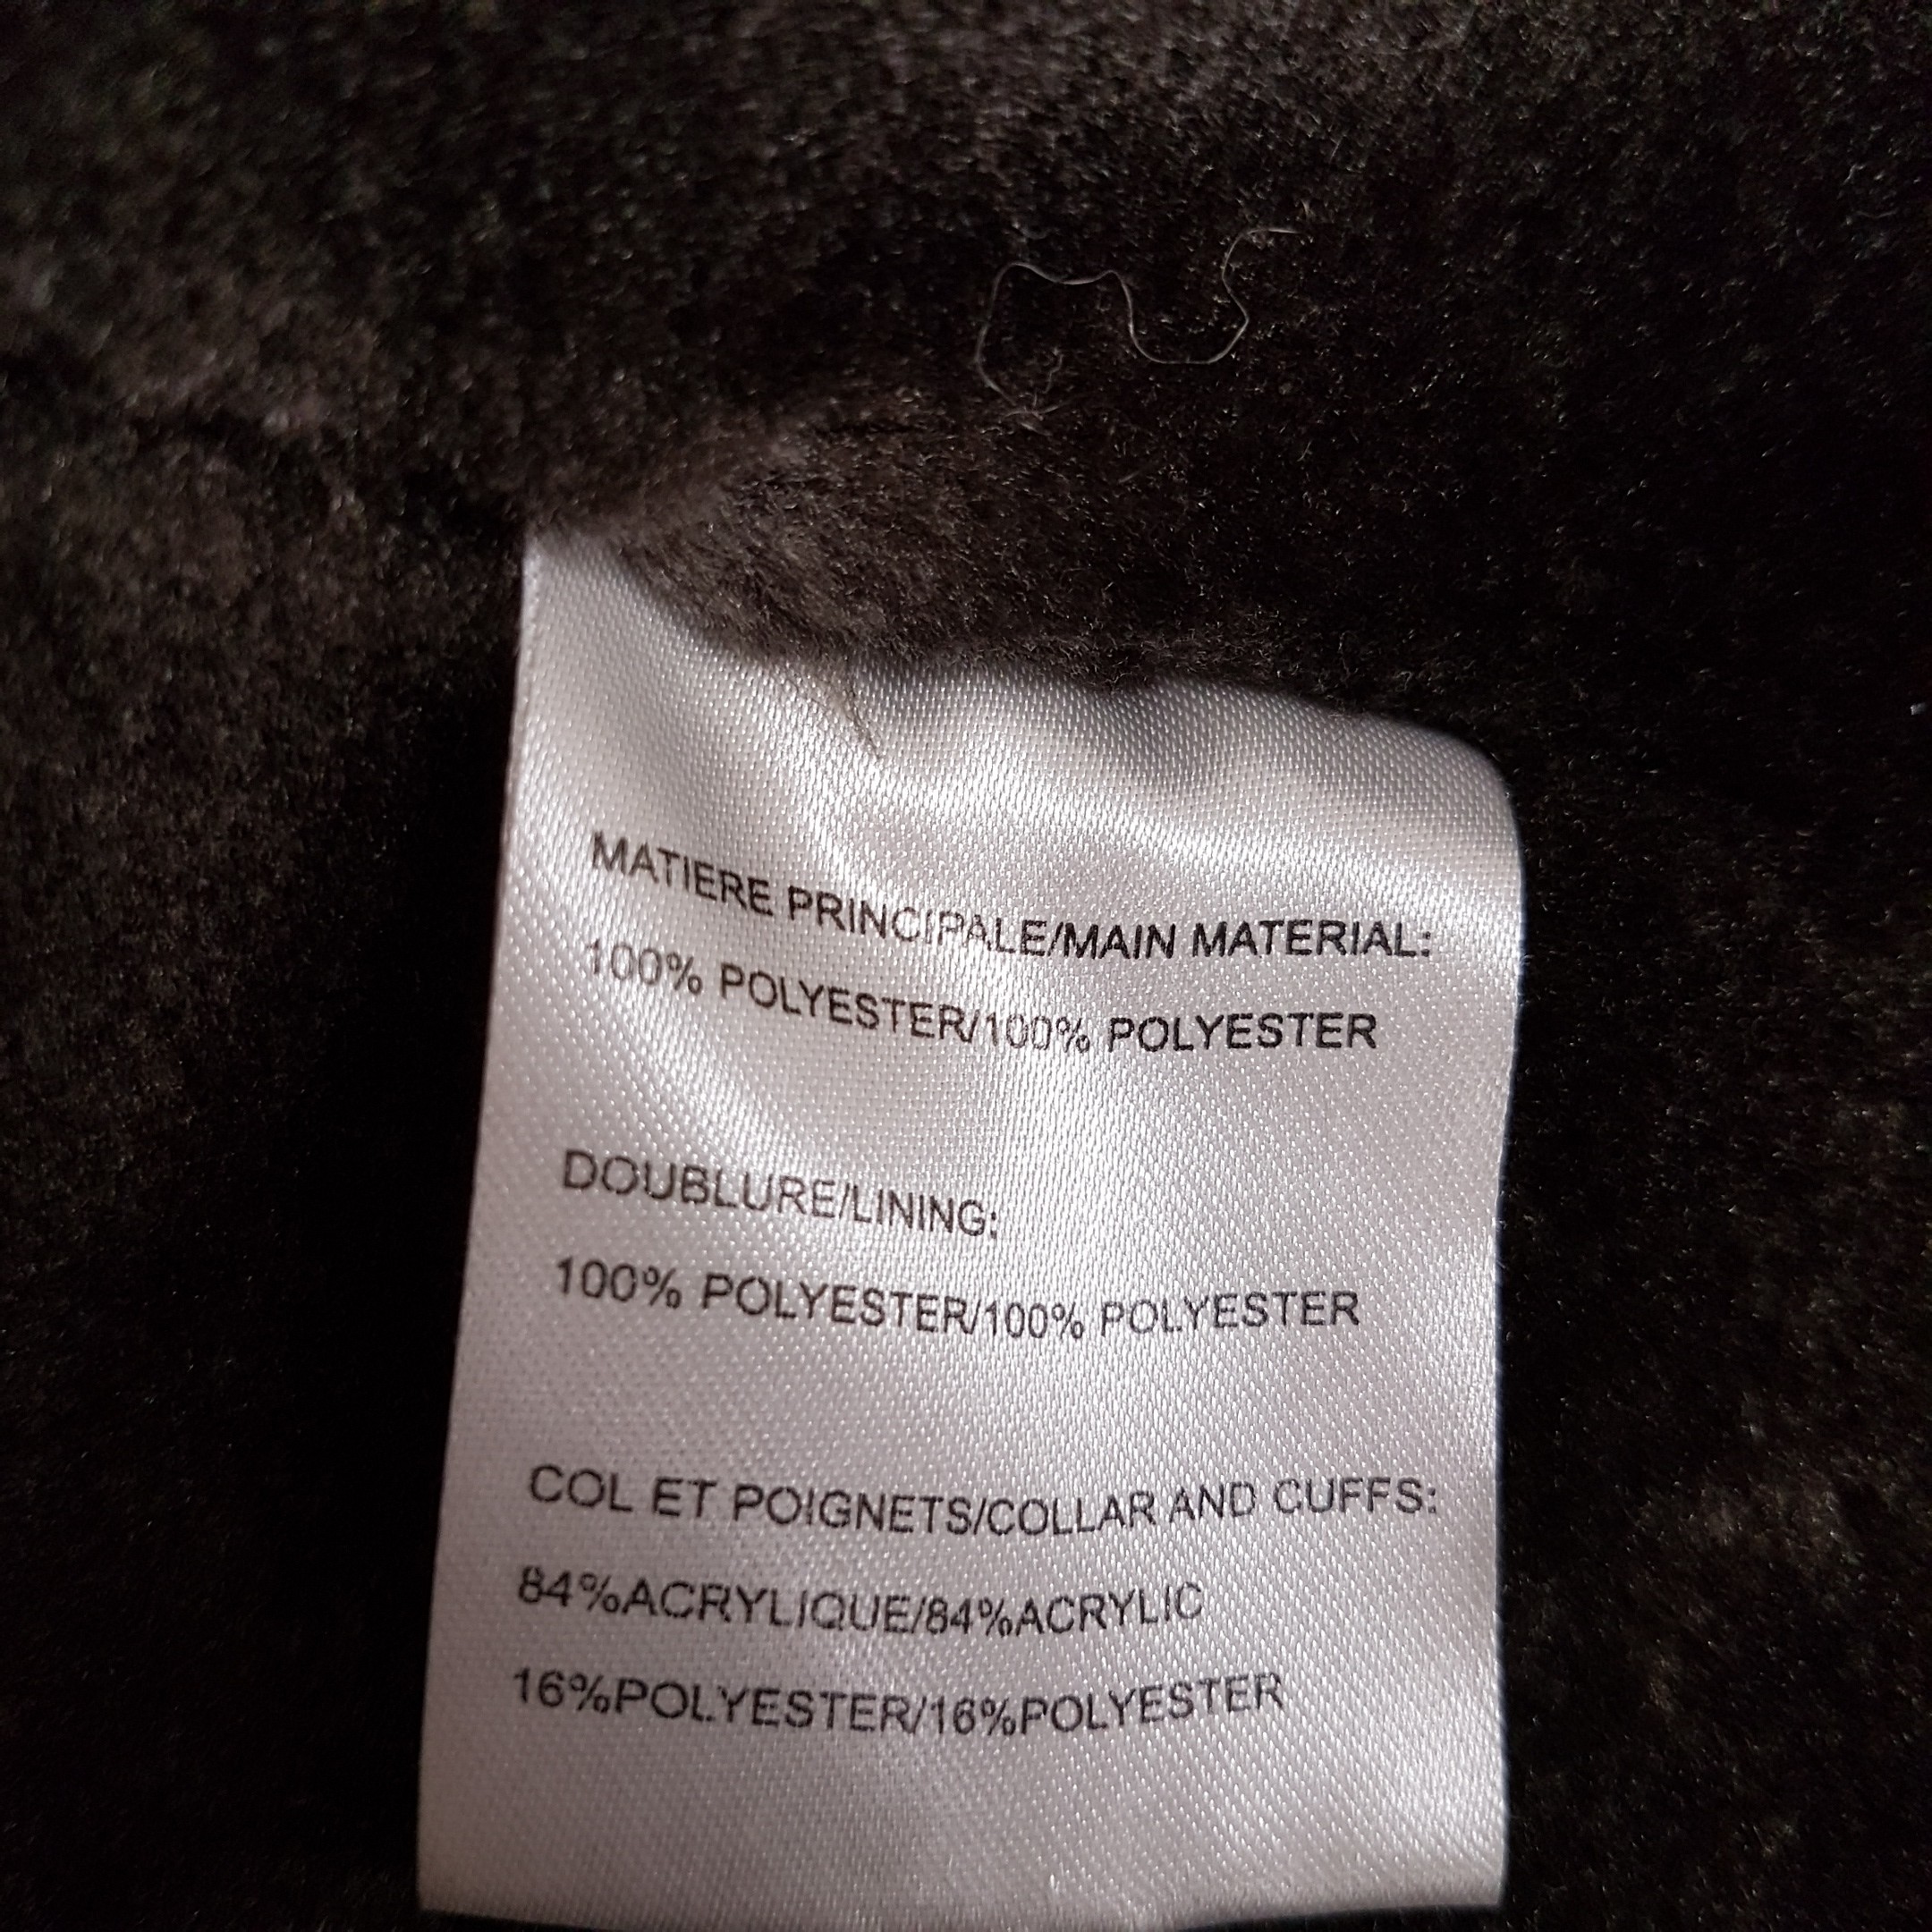 MATIERE PRINCIPALE/MAIN MATERIAL:
100% POLYESTER/100% POLYESTER
DOUBLURE/LINING:
100% POLYESTER/100% POLYESTER
COL ET POIGNETS/COLLAR AND CUFFS:
84%ACRYLIQUE/84%ACRYLIC
16%POLYESTER/16%POLYESTER